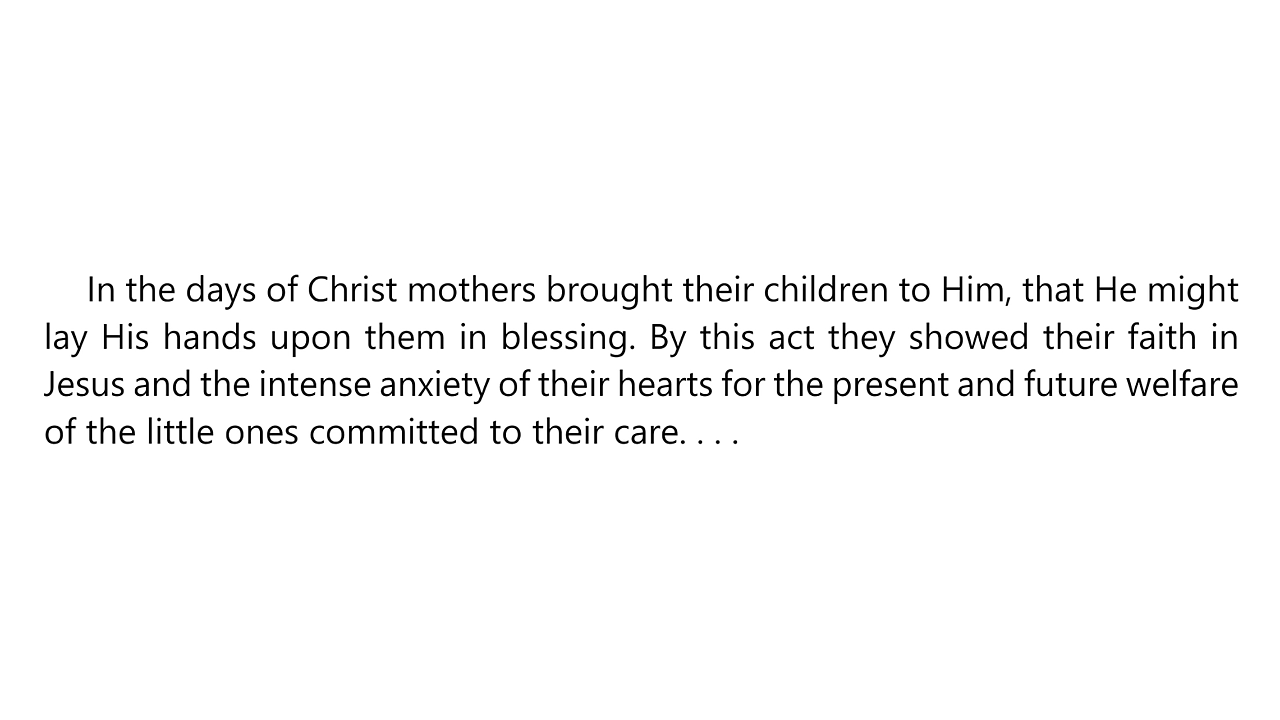 In the days of Christ mothers brought their children to Him, that He might
lay His hands upon them in blessing. By this act they showed their faith in
Jesus and the intense anxiety of their hearts for the present and future welfare
of the little ones committed to their care. . . .